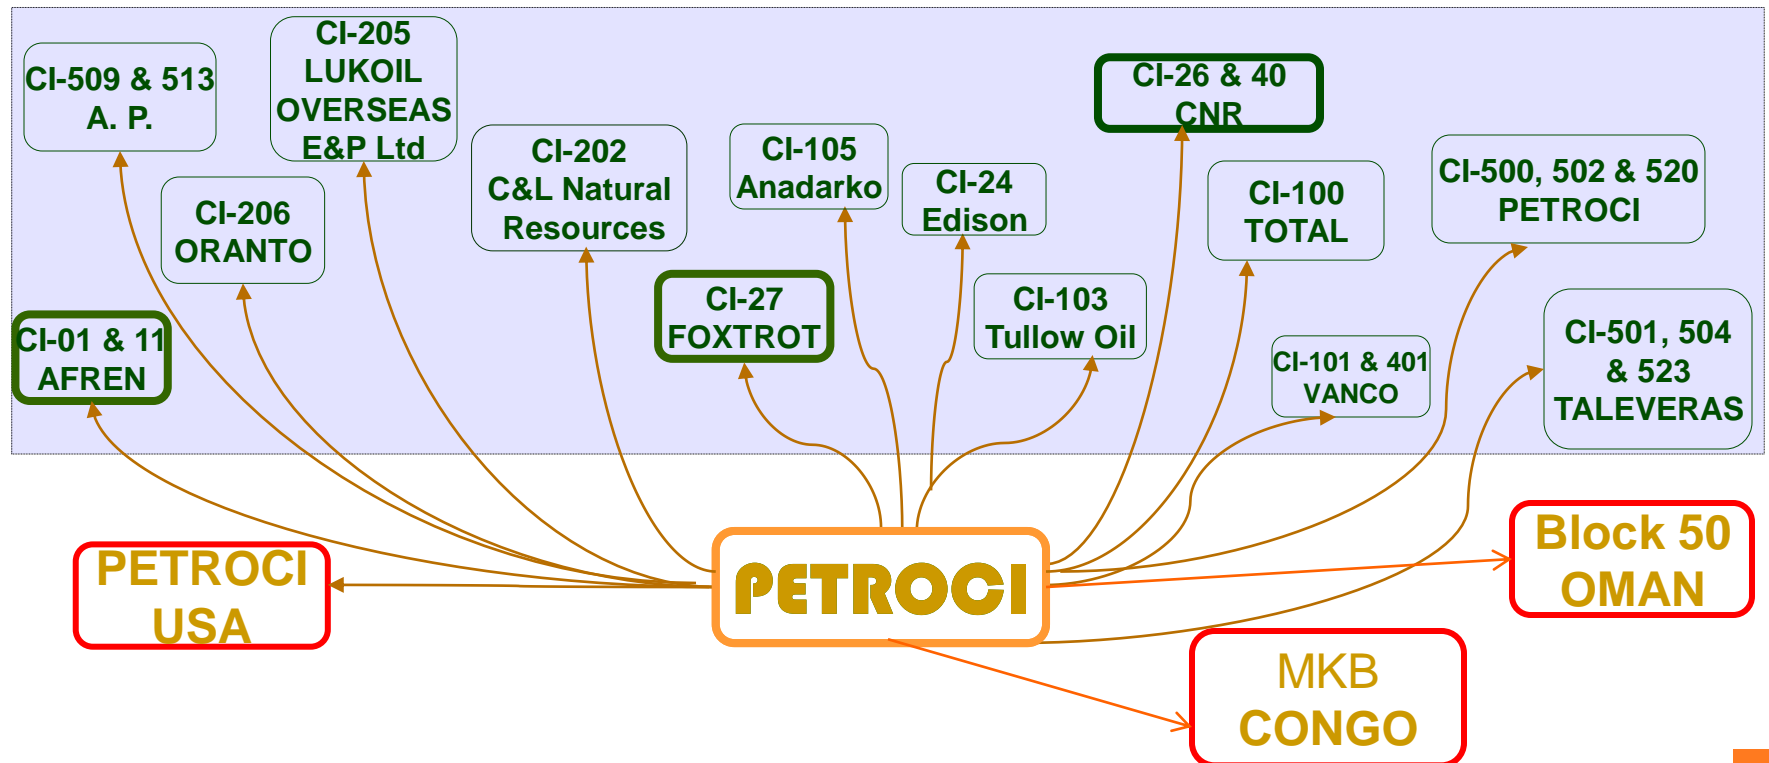 CI-509 & 513
A. P.
CI-205
LUKOIL
OVERSEAS
E&P Ltd
CI-206
ORANTO
CI-01 & 11
AFREN
CI-202
C&L Natural
Resources
CI-27
FOXTROT
CI-105
Anadarko
CI-24
Edison
CI-103
Tullow Oil
CI-26 & 40
CNR
CI-100
TOTAL
CI-101 & 401
VANCO
CI-500, 502 & 520
PETROCI
CI-501, 504
& 523
TALEVERAS
PETROCI
USA
PETROCI
Block 50
OMAN
MKB
CONGO